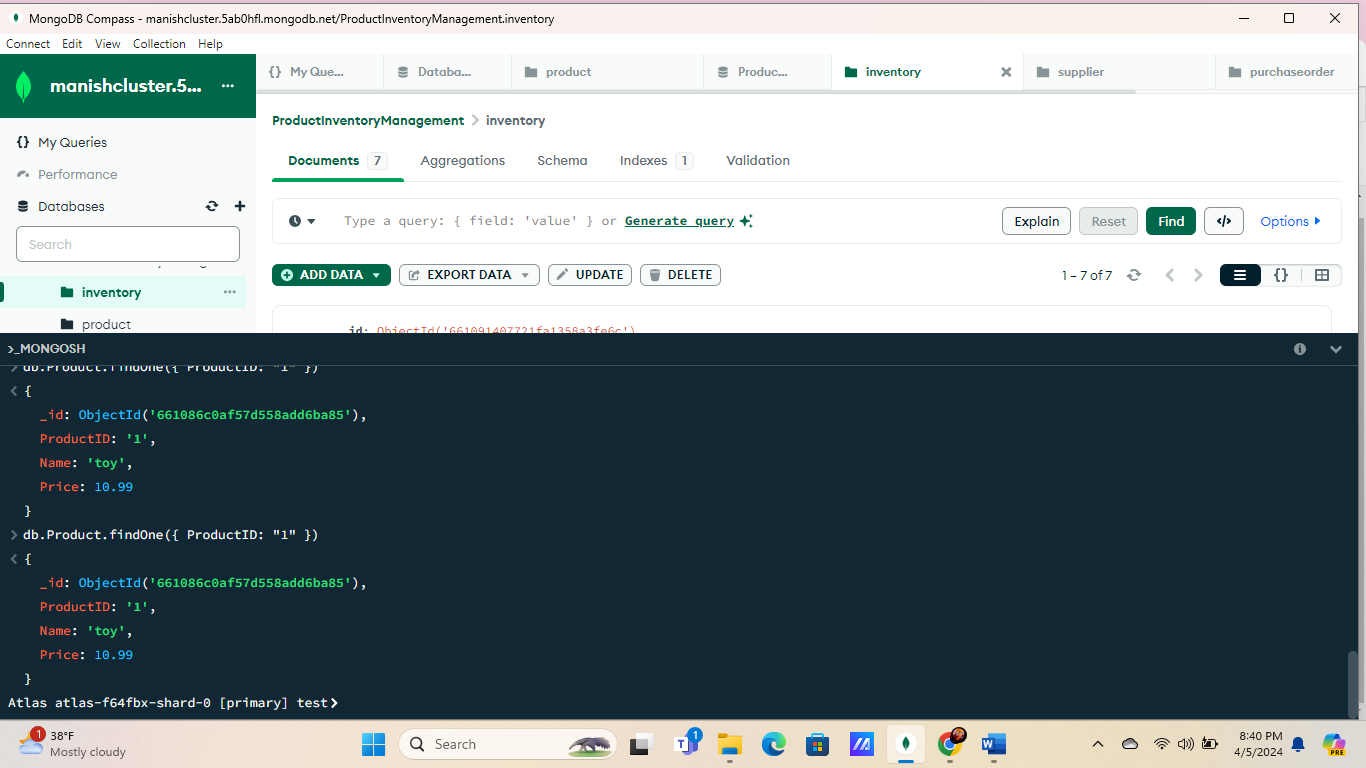 MongoDB Compass - manishcluster.5ab0hfl.mongodb.net/ProductInventoryManagement.inventory
Connect Edit View Collection Help
manishcluster.5... ...
{} My Que... Databa... product Produc... inventory supplier purchaseorder
ProductInventoryManagement > inventory
{} My Queries
Performance
Databases
Search
inventory ...
product
Documents 7 Aggregations Schema Indexes 1 Validation
Type a query: { field: 'value' } or Generate query
Explain Reset Find </> Options
ADD DATA EXPORT DATA UPDATE DELETE
1 – 7 of 7 {}
_id: ObjectId('661091407721fa1358a3fe6c')
>_MONGOSH
> db.Product.findOne({ ProductID: "1" })
< {
_id: ObjectId('661086c0af57d558add6ba85'),
ProductID: '1',
Name: 'toy',
Price: 10.99
}
> db.Product.findOne({ ProductID: "1" })
< {
_id: ObjectId('661086c0af57d558add6ba85'),
ProductID: '1',
Name: 'toy',
Price: 10.99
}
Atlas atlas-f64fbx-shard-0 [primary] test>
1 38°F
Mostly cloudy
Search
1
PRE
8:40 PM
4/5/2024